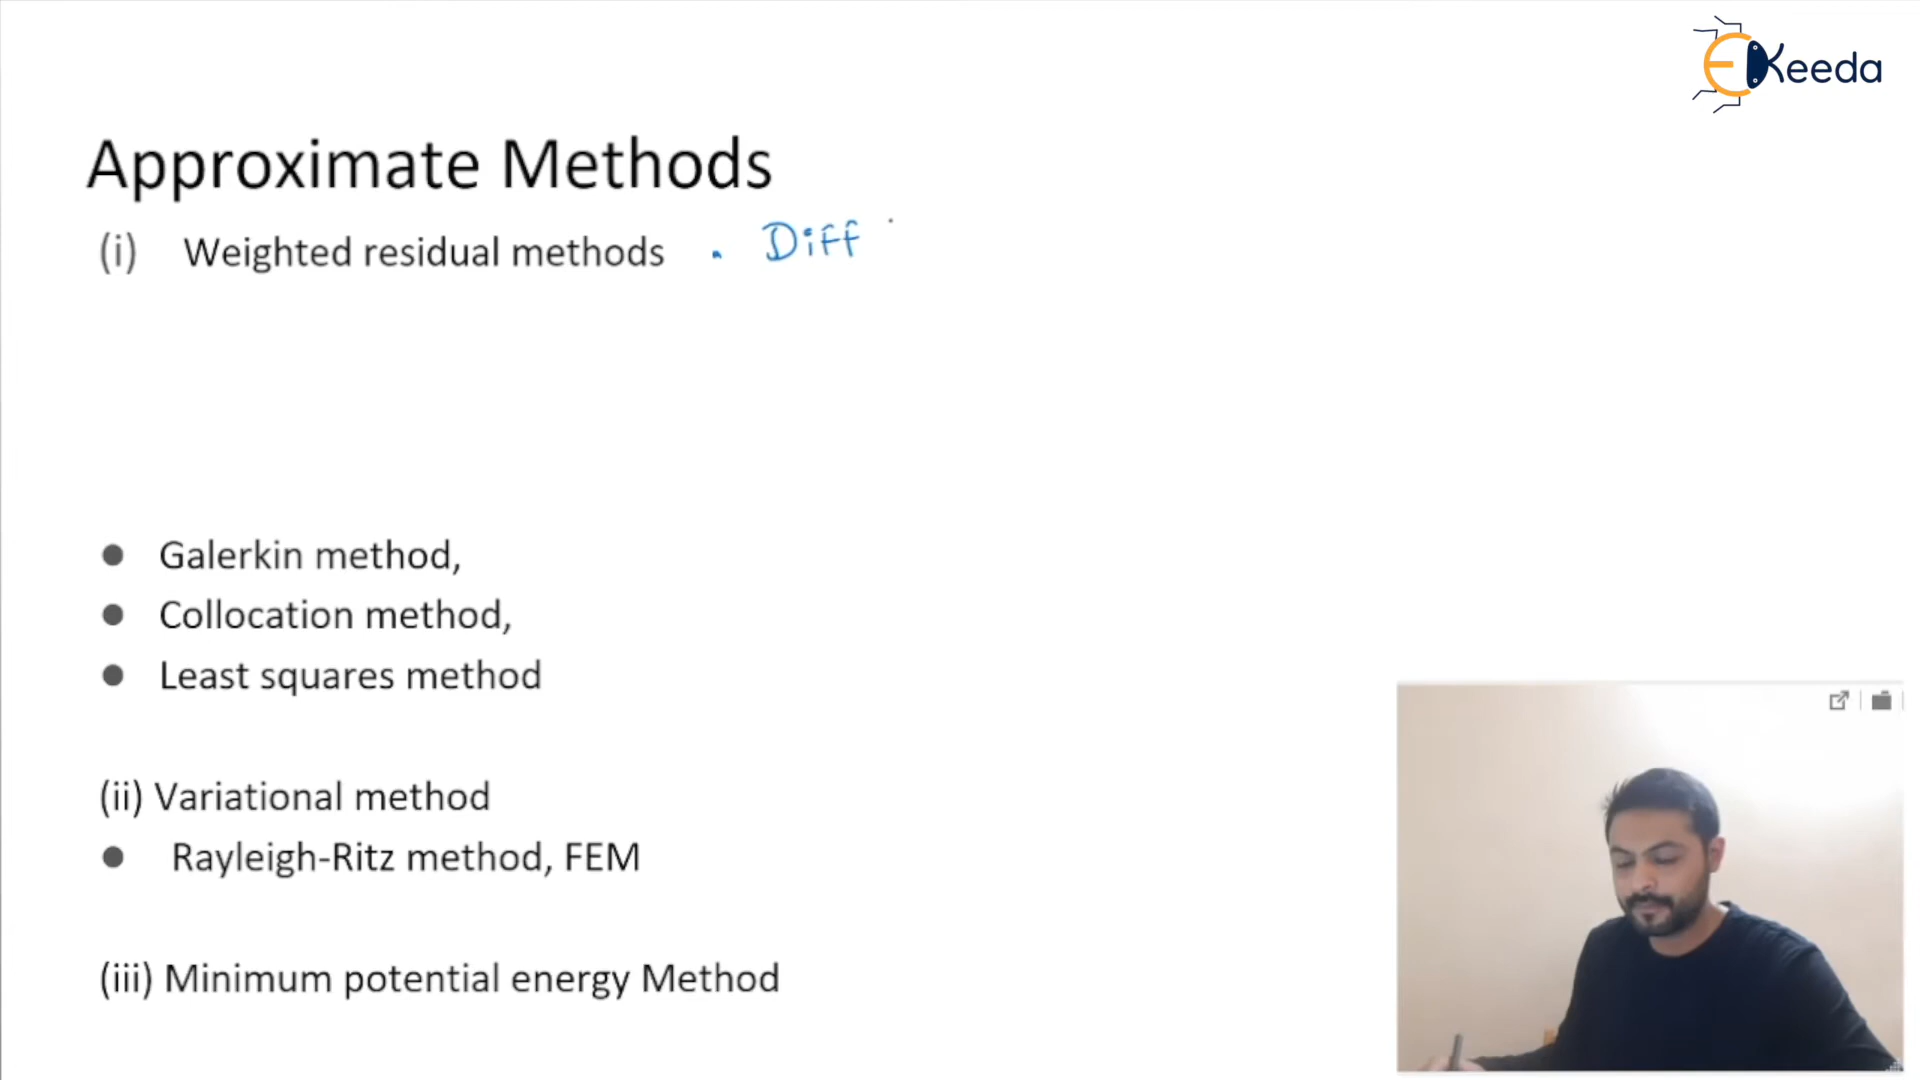 EKeeda
Approximate Methods
(i) Weighted residual methods . Diff
● Galerkin method,
● Collocation method,
● Least squares method
(ii) Variational method
● Rayleigh-Ritz method, FEM
(iii) Minimum potential energy Method